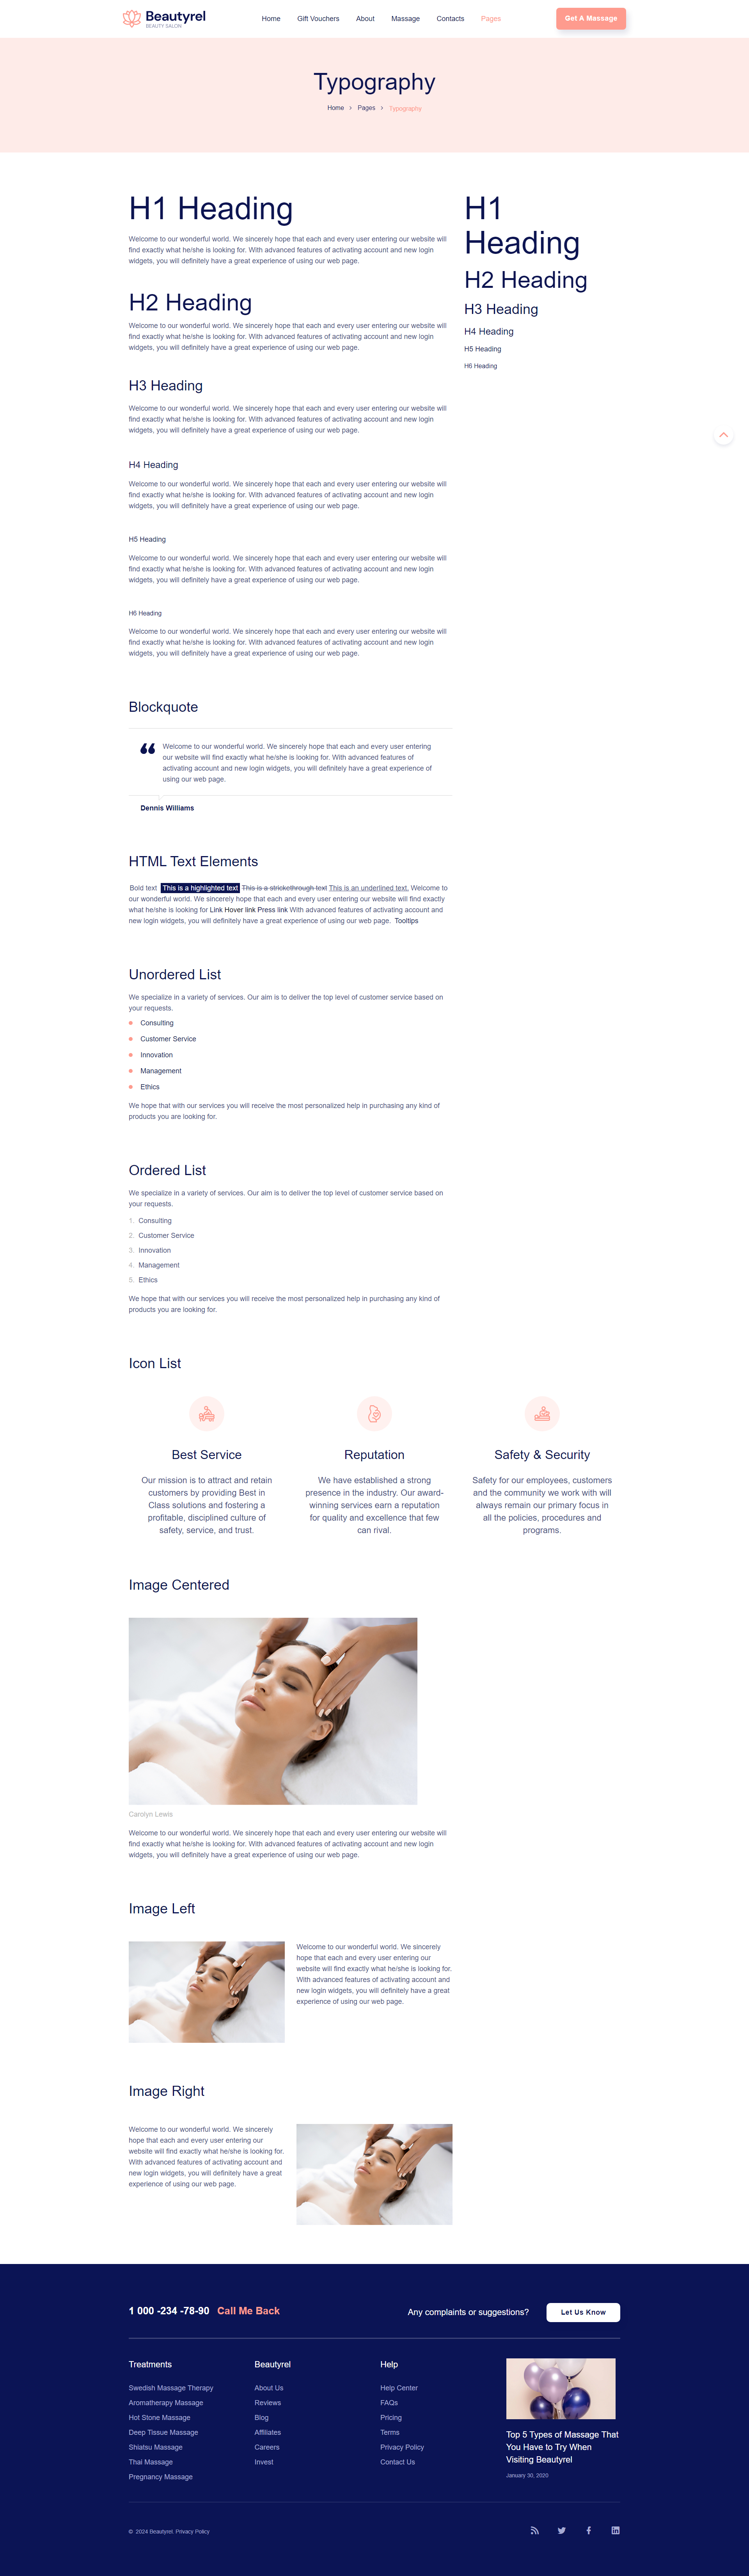 Beautyrel
BEAUTY SALON
Home Gift Vouchers About Massage Contacts Pages
Get A Massage
Typography
Home > Pages > Typography
H1 Heading
Welcome to our wonderful world. We sincerely hope that each and every user entering our website will
find exactly what he/she is looking for. With advanced features of activating account and new login
widgets, you will definitely have a great experience of using our web page.
H2 Heading
Welcome to our wonderful world. We sincerely hope that each and every user entering our website will
find exactly what he/she is looking for. With advanced features of activating account and new login
widgets, you will definitely have a great experience of using our web page.
H3 Heading
Welcome to our wonderful world. We sincerely hope that each and every user entering our website will
find exactly what he/she is looking for. With advanced features of activating account and new login
widgets, you will definitely have a great experience of using our web page.
H4 Heading
Welcome to our wonderful world. We sincerely hope that each and every user entering our website will
find exactly what he/she is looking for. With advanced features of activating account and new login
widgets, you will definitely have a great experience of using our web page.
H5 Heading
Welcome to our wonderful world. We sincerely hope that each and every user entering our website will
find exactly what he/she is looking for. With advanced features of activating account and new login
widgets, you will definitely have a great experience of using our web page.
H6 Heading
Welcome to our wonderful world. We sincerely hope that each and every user entering our website will
find exactly what he/she is looking for. With advanced features of activating account and new login
widgets, you will definitely have a great experience of using our web page.
H1
Heading
H2 Heading
H3 Heading
H4 Heading
H5 Heading
H6 Heading
Blockquote
Welcome to our wonderful world. We sincerely hope that each and every user entering
our website will find exactly what he/she is looking for. With advanced features of
activating account and new login widgets, you will definitely have a great experience of
using our web page.
Dennis Williams
HTML Text Elements
Bold text This is a highlighted text This is a strickethrough text This is an underlined text. Welcome to
our wonderful world. We sincerely hope that each and every user entering our website will find exactly
what he/she is looking for Link Hover link Press link With advanced features of activating account and
new login widgets, you will definitely have a great experience of using our web page. Tooltips
Unordered List
We specialize in a variety of services. Our aim is to deliver the top level of customer service based on
your requests.
Consulting
Customer Service
Innovation
Management
Ethics
We hope that with our services you will receive the most personalized help in purchasing any kind of
products you are looking for.
Ordered List
We specialize in a variety of services. Our aim is to deliver the top level of customer service based on
your requests.
1. Consulting
2. Customer Service
3. Innovation
4. Management
5. Ethics
We hope that with our services you will receive the most personalized help in purchasing any kind of
products you are looking for.
Icon List
Best Service
Our mission is to attract and retain
customers by providing Best in
Class solutions and fostering a
profitable, disciplined culture of
safety, service, and trust.
Reputation
We have established a strong
presence in the industry. Our award-
winning services earn a reputation
for quality and excellence that few
can rival.
Safety & Security
Safety for our employees, customers
and the community we work with will
always remain our primary focus in
all the policies, procedures and
programs.
Image Centered
Carolyn Lewis
Welcome to our wonderful world. We sincerely hope that each and every user entering our website will
find exactly what he/she is looking for. With advanced features of activating account and new login
widgets, you will definitely have a great experience of using our web page.
Image Left
Welcome to our wonderful world. We sincerely
hope that each and every user entering our
website will find exactly what he/she is looking for.
With advanced features of activating account and
new login widgets, you will definitely have a great
experience of using our web page.
Image Right
Welcome to our wonderful world. We sincerely
hope that each and every user entering our
website will find exactly what he/she is looking for.
With advanced features of activating account and
new login widgets, you will definitely have a great
experience of using our web page.
1 000 -234 -78-90 Call Me Back
Any complaints or suggestions?
Let Us Know
Treatments
Swedish Massage Therapy
Aromatherapy Massage
Hot Stone Massage
Deep Tissue Massage
Shiatsu Massage
Thai Massage
Pregnancy Massage
Beautyrel
About Us
Reviews
Blog
Affiliates
Careers
Invest
Help
Help Center
FAQs
Pricing
Terms
Privacy Policy
Contact Us
Top 5 Types of Massage That
You Have to Try When
Visiting Beautyrel
January 30, 2020
© 2024 Beautyrel. Privacy Policy